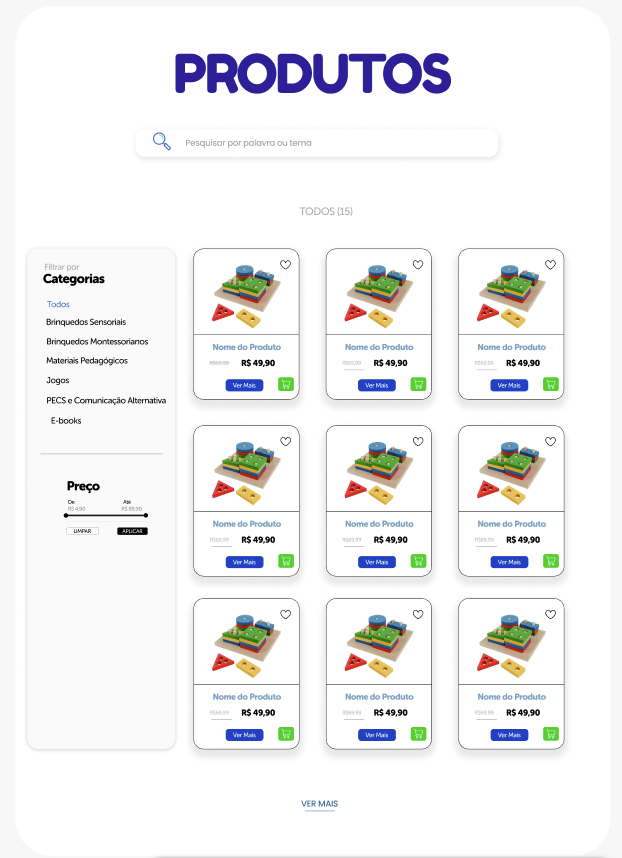 PRODUTOS
Pesquisar por palavra ou tema
TODOS (15)
Filtrar por
Categorias
Todos
Brinquedos Sensoriais
Brinquedos Montessorianos
Materiais Pedagógicos
Jogos
PECS e Comunicação Alternativa
E-books
Preço
De Até
R$ 4,90 R$ 89,90
LIMPAR APLICAR
Nome do Produto Nome do Produto Nome do Produto
R$69,99 R$ 49,90 R$69,99 R$ 49,90 R$69,99 R$ 49,90
Ver Mais Ver Mais Ver Mais
Nome do Produto Nome do Produto Nome do Produto
R$69,99 R$ 49,90 R$69,99 R$ 49,90 R$69,99 R$ 49,90
Ver Mais Ver Mais Ver Mais
Nome do Produto Nome do Produto Nome do Produto
R$69,99 R$ 49,90 R$69,99 R$ 49,90 R$69,99 R$ 49,90
Ver Mais Ver Mais Ver Mais
VER MAIS